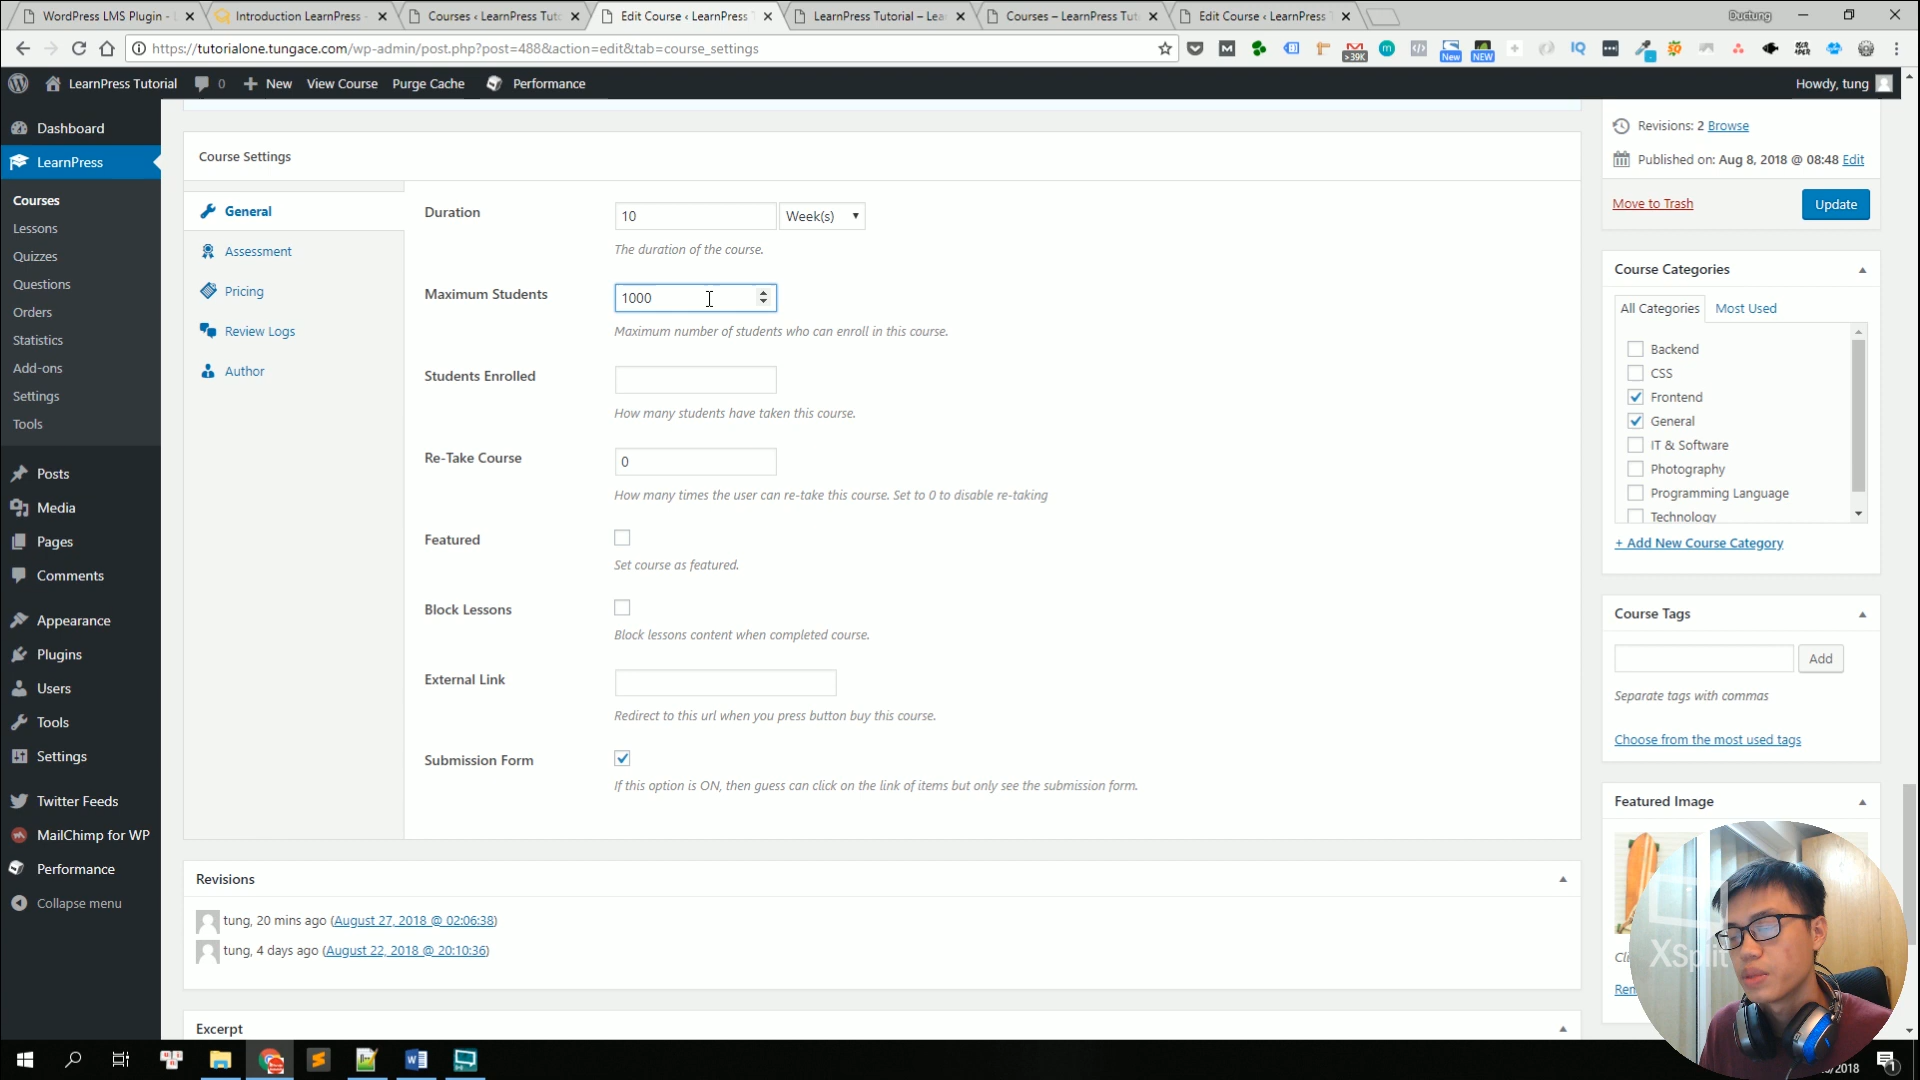 WordPress LMS Plugin -
Introduction LearnPress -
Courses ‹ LearnPress Tuto
Edit Course ‹ LearnPress
LearnPress Tutorial – Lea
Courses – LearnPress Tut
Edit Course ‹ LearnPress
Ductung
https://tutorialone.tungace.com/wp-admin/post.php?post=488&action=edit&tab=course_settings
>39K
New
NEW
IQ
LearnPress Tutorial
0
New
View Course
Purge Cache
Performance
Howdy, tung
Dashboard
LearnPress
Courses
Lessons
Quizzes
Questions
Orders
Statistics
Add-ons
Settings
Tools
Posts
Media
Pages
Comments
Appearance
Plugins
Users
Tools
Settings
Twitter Feeds
MailChimp for WP
Performance
Collapse menu
Course Settings
General
Assessment
Pricing
Review Logs
Author
Duration
10
Week(s)
The duration of the course.
Maximum Students
1000
Maximum number of students who can enroll in this course.
Students Enrolled
How many students have taken this course.
Re-Take Course
0
How many times the user can re-take this course. Set to 0 to disable re-taking
Featured
Set course as featured.
Block Lessons
Block lessons content when completed course.
External Link
Redirect to this url when you press button buy this course.
Submission Form
If this option is ON, then guess can click on the link of items but only see the submission form.
Revisions
tung, 20 mins ago (August 27, 2018 @ 02:06:38)
tung, 4 days ago (August 22, 2018 @ 20:10:36)
Excerpt
Revisions: 2 Browse
Published on: Aug 8, 2018 @ 08:48 Edit
Move to Trash
Update
Course Categories
All Categories
Most Used
Backend
CSS
Frontend
General
IT & Software
Photography
Programming Language
Technology
+ Add New Course Category
Course Tags
Add
Separate tags with commas
Choose from the most used tags
Featured Image
XSplit
/2018
1